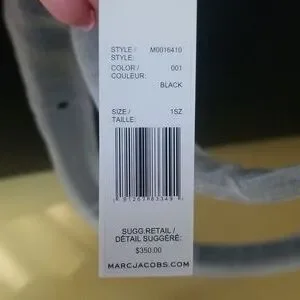 STYLE / M0016410
STYLE:
COLOR / 001
COULEUR:
BLACK
SIZE / 1SZ
TAILLE:
SUGG.RETAIL /
DÉTAIL SUGGÉRÉ:
$350.00
MARCJACOBS.COM